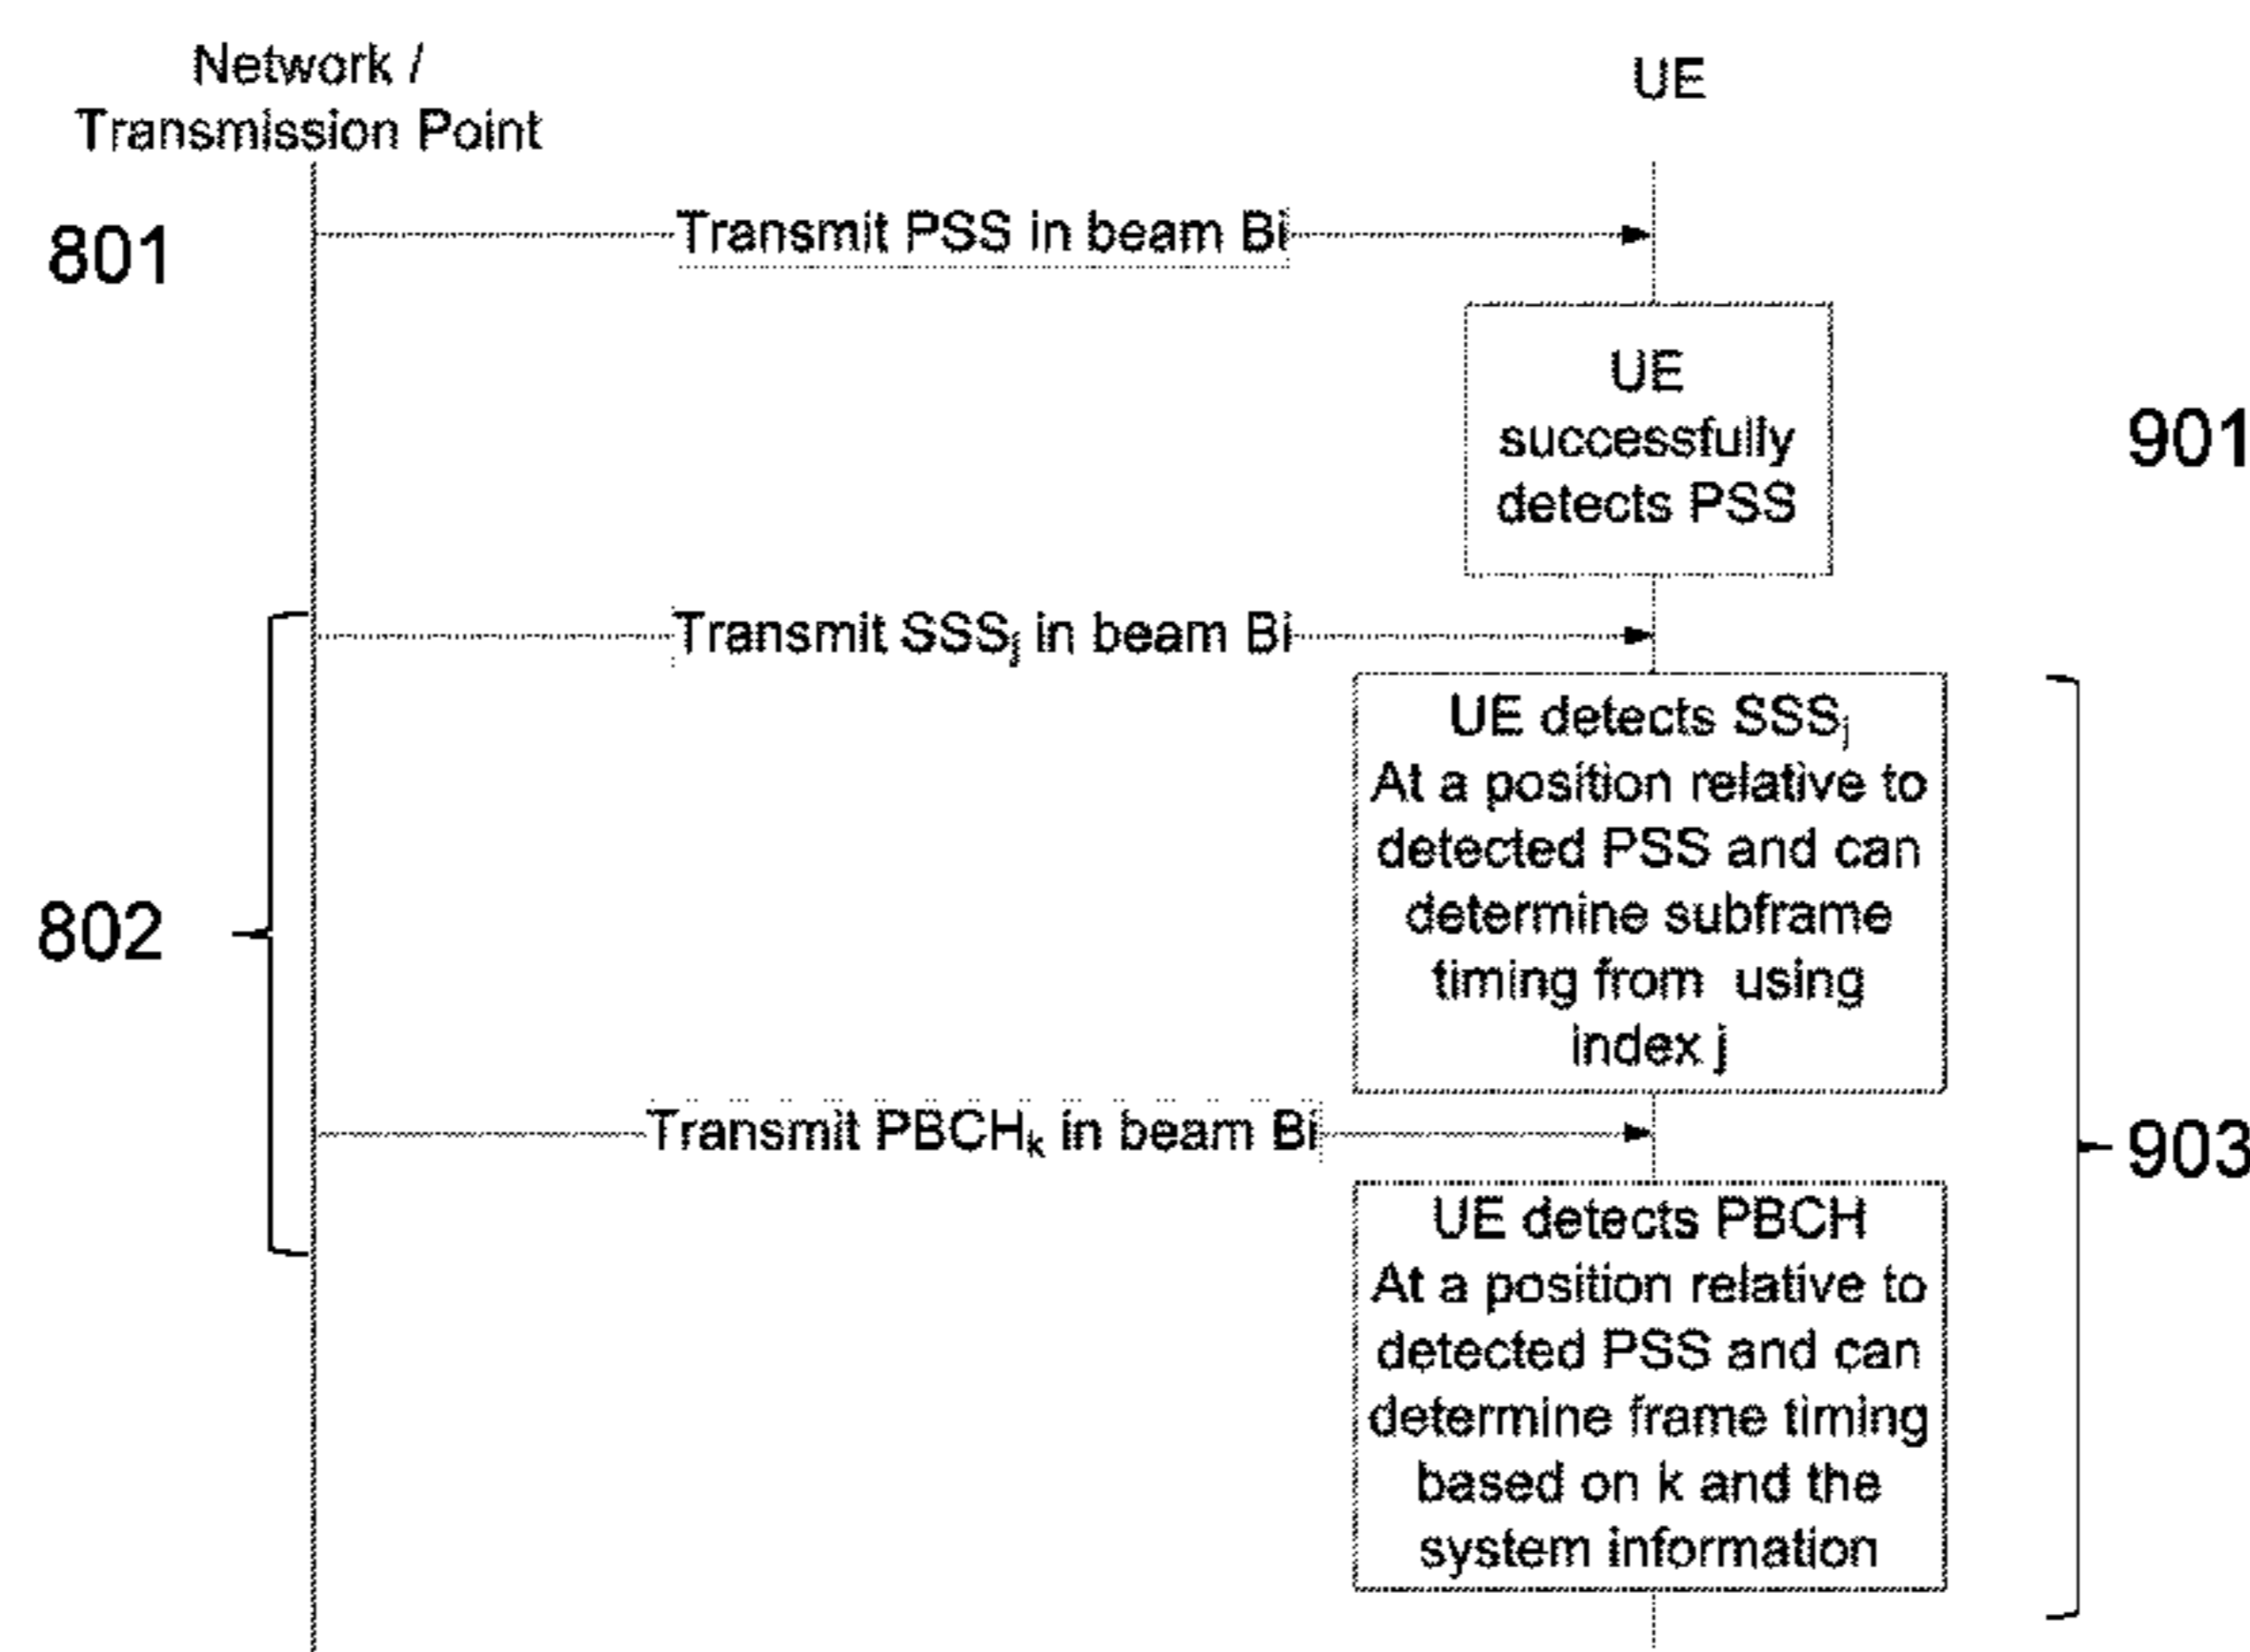 Network /
Transmission Point
UE
801
Transmit PSS in beam Bi
UE
successfully
detects PSS
901
Transmit SSSj in beam Bi
UE detects SSSj
At a position relative to
detected PSS and can
determine subframe
timing from using
index j
802
Transmit PBCHk in beam Bi
903
UE detects PBCH
At a position relative to
detected PSS and can
determine frame timing
based on k and the
system information